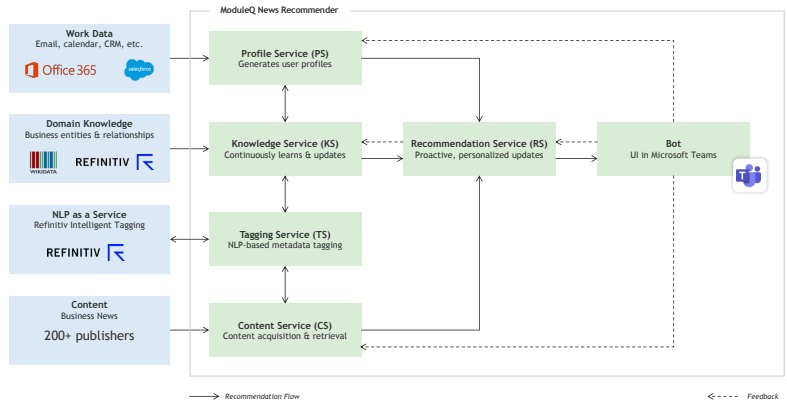 ModuleQ News Recommender
Work Data
Email, calendar, CRM, etc.
Office 365
salesforce
Profile Service (PS)
Generates user profiles
Domain Knowledge
Business entities & relationships
WIKIDATA
REFINITIV
Knowledge Service (KS)
Continuously learns & updates
Recommendation Service (RS)
Proactive, personalized updates
Bot
UI in Microsoft Teams
T
NLP as a Service
Refinitiv Intelligent Tagging
REFINITIV
Tagging Service (TS)
NLP-based metadata tagging
Content
Business News
200+ publishers
Content Service (CS)
Content acquisition & retrieval
Recommendation Flow
Feedback